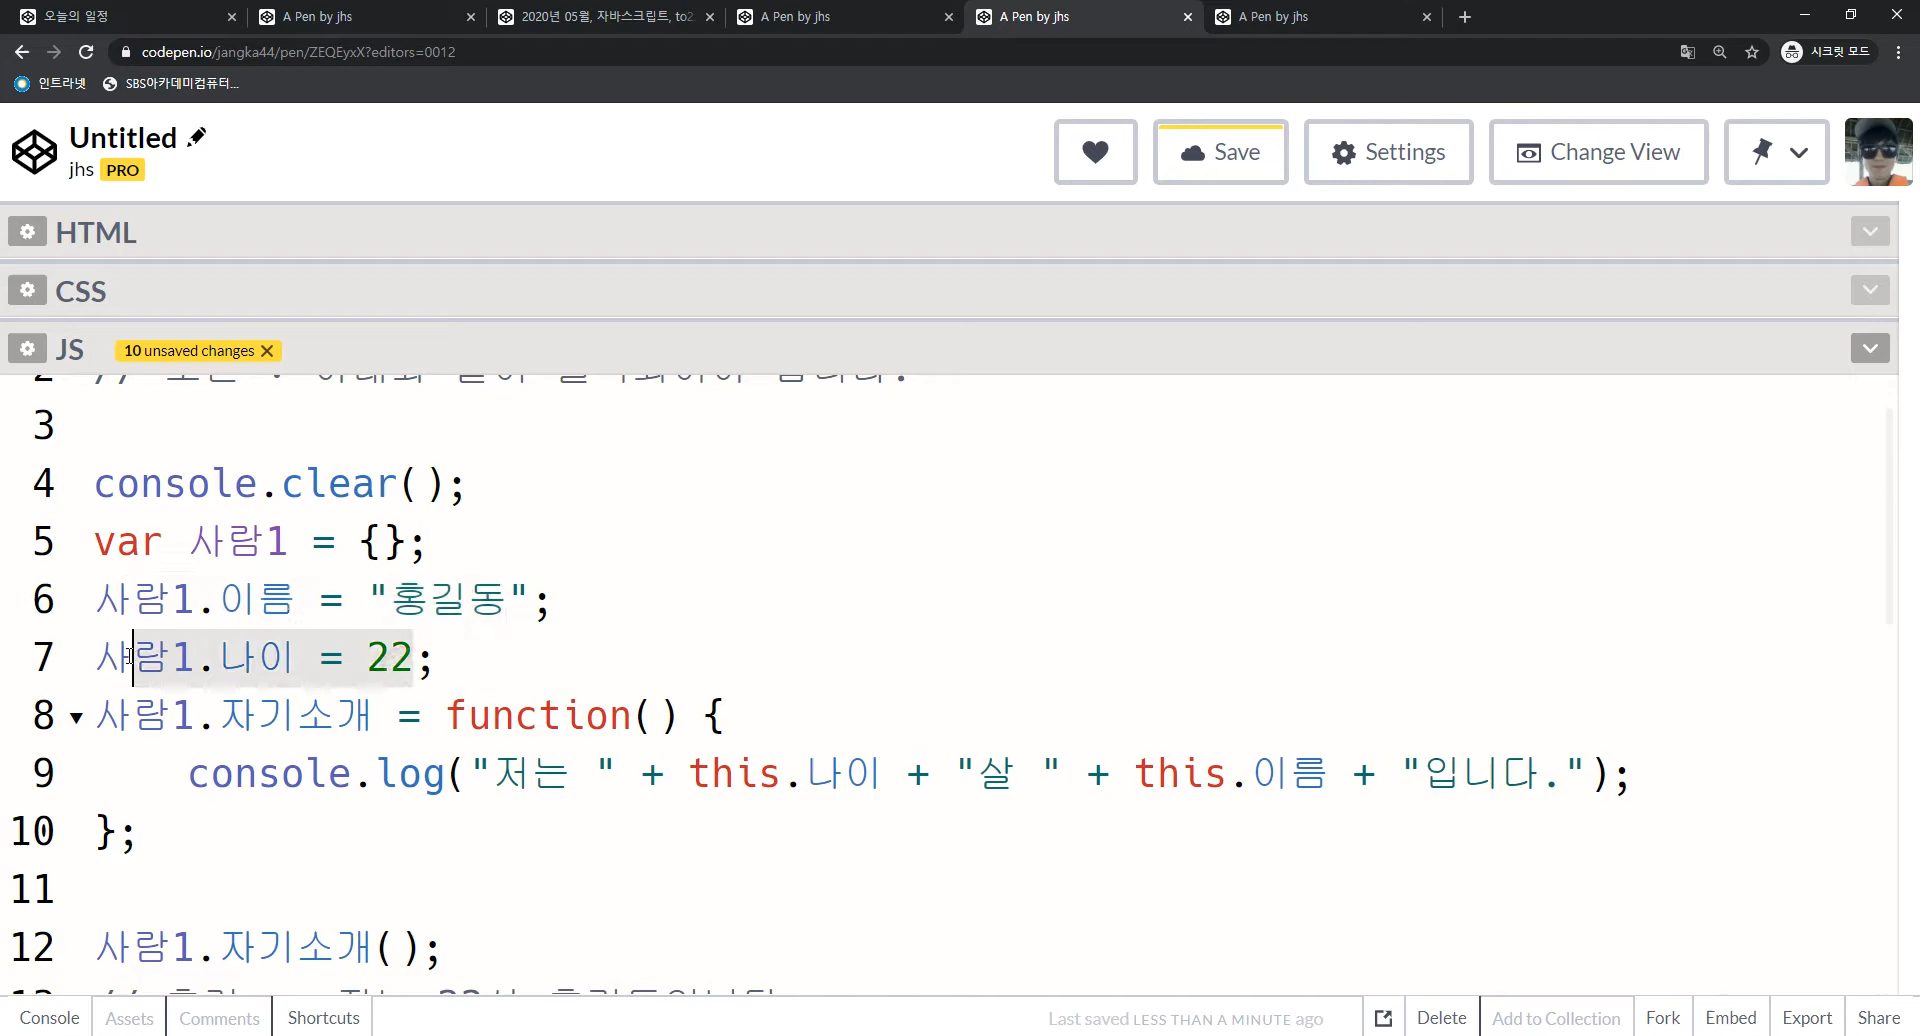 오늘의 일정
A Pen by jhs
2020년 05월, 자바스크립트, to2
A Pen by jhs
A Pen by jhs
A Pen by jhs
codepen.io/jangka44/pen/ZEQEyxX?editors=0012
시크릿 모드
인트라넷
SBS아카데미컴퓨터...
Untitled
jhs PRO
Save
Settings
Change View
HTML
CSS
JS 10 unsaved changes
3
4 console.clear();
5 var 사람1 = {};
6 사람1.이름 = "홍길동";
7 사람1.나이 = 22;
8 사람1.자기소개 = function() {
9 console.log("저는 " + this.나이 + "살 " + this.이름 + "입니다.");
10 };
11
12 사람1.자기소개();
Console Assets Comments Shortcuts Last saved LESS THAN A MINUTE ago Delete Add to Collection Fork Embed Export Share